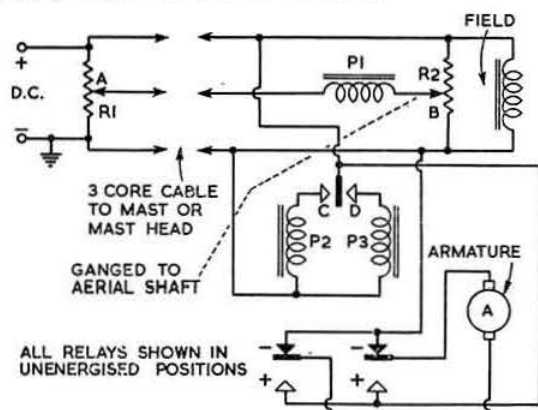 FIELD
+
A
P1
R2
D.C.
R1
B
−
3 CORE CABLE
TO MAST OR
MAST HEAD
C
D
P2
P3
GANGED TO
AERIAL SHAFT
ARMATURE
A
ALL RELAYS SHOWN IN
UNENERGISED POSITIONS
−
−
+
+